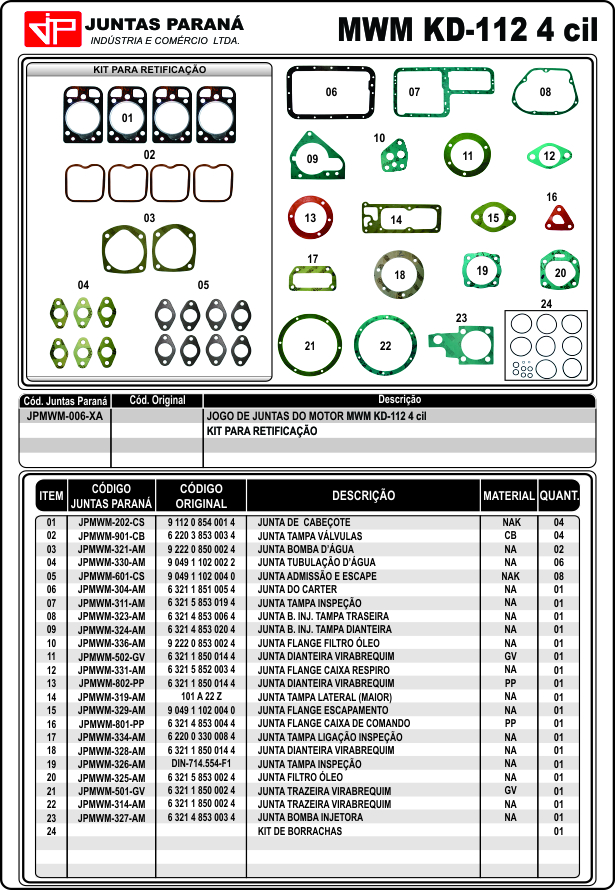 JP JUNTAS PARANÁ
INDÚSTRIA E COMÉRCIO LTDA.
MWM KD-112 4 cil
KIT PARA RETIFICAÇÃO
01
02
03
04 05
06 07 08
09 10 11 12
13 14 15 16
17 18 19 20
21 22 23 24
Cód. Juntas Paraná Cód. Original Descrição
JPMWM-006-XA JOGO DE JUNTAS DO MOTOR MWM KD-112 4 cil
KIT PARA RETIFICAÇÃO
ITEM CÓDIGO JUNTAS PARANÁ CÓDIGO ORIGINAL DESCRIÇÃO MATERIAL QUANT.
01 JPMWM-202-CS 9 112 0 854 001 4 JUNTA DE CABEÇOTE NAK 04
02 JPMWM-901-CB 6 220 3 853 003 4 JUNTA TAMPA VÁLVULAS CB 04
03 JPMWM-321-AM 9 222 0 850 002 4 JUNTA BOMBA D'ÁGUA NA 02
04 JPMWM-330-AM 9 049 1 102 002 2 JUNTA TUBULAÇÃO D'ÁGUA NA 06
05 JPMWM-601-CS 9 049 1 102 004 0 JUNTA ADMISSÃO E ESCAPE NAK 08
06 JPMWM-304-AM 6 321 1 851 005 4 JUNTA DO CARTER NA 01
07 JPMWM-311-AM 6 321 5 853 019 4 JUNTA TAMPA INSPEÇÃO NA 01
08 JPMWM-323-AM 6 321 4 853 006 4 JUNTA B. INJ. TAMPA TRASEIRA NA 01
09 JPMWM-324-AM 6 321 4 853 020 4 JUNTA B. INJ. TAMPA DIANTEIRA NA 01
10 JPMWM-336-AM 9 222 0 853 002 4 JUNTA FLANGE FILTRO ÓLEO NA 01
11 JPMWM-502-GV 6 321 1 850 014 4 JUNTA DIANTEIRA VIRABREQUIM GV 01
12 JPMWM-331-AM 6 321 5 852 003 4 JUNTA FLANGE CAIXA RESPIRO NA 01
13 JPMWM-802-PP 6 321 1 850 014 4 JUNTA DIANTEIRA VIRABREQUIM PP 01
14 JPMWM-319-AM 101 A 22 Z JUNTA TAMPA LATERAL (MAIOR) NA 01
15 JPMWM-329-AM 9 049 1 102 004 0 JUNTA FLANGE ESCAPAMENTO NA 01
16 JPMWM-801-PP 6 321 4 853 004 4 JUNTA FLANGE CAIXA DE COMANDO PP 01
17 JPMWM-334-AM 6 220 0 330 008 4 JUNTA TAMPA LIGAÇÃO INSPEÇÃO NA 01
18 JPMWM-328-AM 6 321 1 850 014 4 JUNTA DIANTEIRA VIRABREQUIM NA 01
19 JPMWM-326-AM DIN-714.554-F1 JUNTA TAMPA INSPEÇÃO NA 01
20 JPMWM-325-AM 6 321 5 853 002 4 JUNTA FILTRO ÓLEO NA 01
21 JPMWM-501-GV 6 321 1 850 002 4 JUNTA TRAZEIRA VIRABREQUIM GV 01
22 JPMWM-314-AM 6 321 1 850 002 4 JUNTA TRAZEIRA VIRABREQUIM NA 01
23 JPMWM-327-AM 6 321 4 853 003 4 JUNTA BOMBA INJETORA NA 01
24 KIT DE BORRACHAS 01